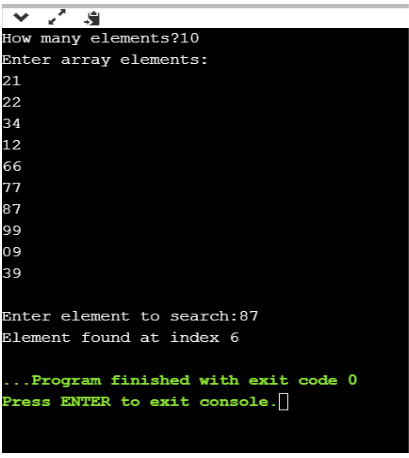 How many elements?10
Enter array elements:
21
22
34
12
66
77
87
99
09
39
Enter element to search:87
Element found at index 6
...Program finished with exit code 0
Press ENTER to exit console.